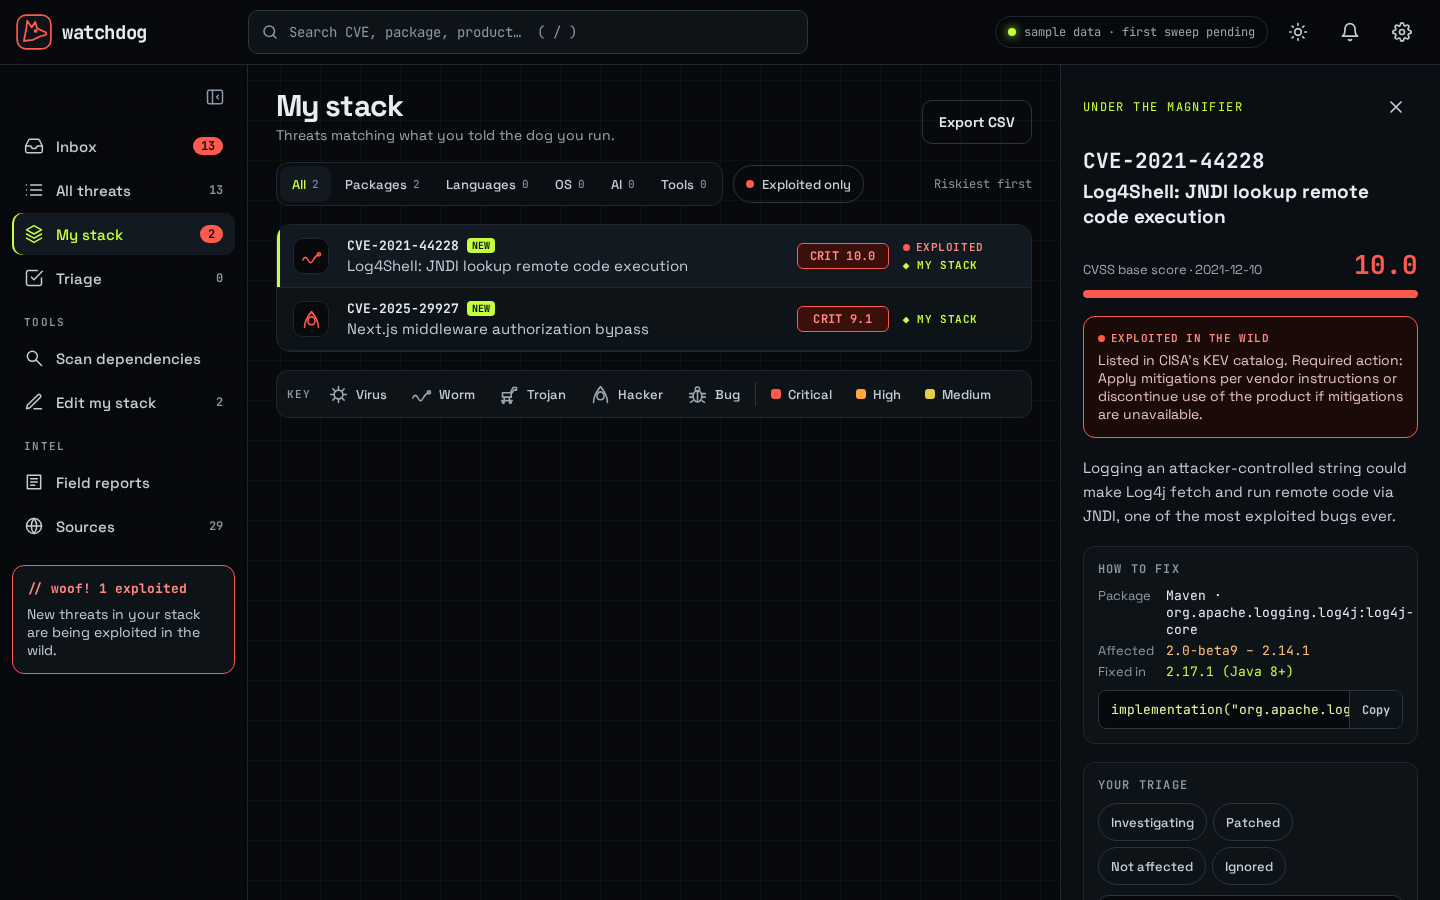 watchdog
Search CVE, package, product… ( / )
sample data · first sweep pending
Inbox 13
All threats 13
My stack 2
Triage 0
TOOLS
Scan dependencies
Edit my stack 2
INTEL
Field reports
Sources 29
// woof! 1 exploited
New threats in your stack
are being exploited in the
wild.
My stack
Threats matching what you told the dog you run.
Export CSV
All 2 Packages 2 Languages 0 OS 0 AI 0 Tools 0 Exploited only Riskiest first
CVE-2021-44228 NEW
Log4Shell: JNDI lookup remote code execution
CRIT 10.0
EXPLOITED
MY STACK
CVE-2025-29927 NEW
Next.js middleware authorization bypass
CRIT 9.1
MY STACK
KEY Virus Worm Trojan Hacker Bug Critical High Medium
UNDER THE MAGNIFIER
CVE-2021-44228
Log4Shell: JNDI lookup remote
code execution
CVSS base score · 2021-12-10 10.0
EXPLOITED IN THE WILD
Listed in CISA's KEV catalog. Required action:
Apply mitigations per vendor instructions or
discontinue use of the product if mitigations
are unavailable.
Logging an attacker-controlled string could
make Log4j fetch and run remote code via
JNDI, one of the most exploited bugs ever.
HOW TO FIX
Package Maven ·
org.apache.logging.log4j:log4j-
core
Affected 2.0-beta9 – 2.14.1
Fixed in 2.17.1 (Java 8+)
implementation("org.apache.log Copy
YOUR TRIAGE
Investigating Patched
Not affected Ignored